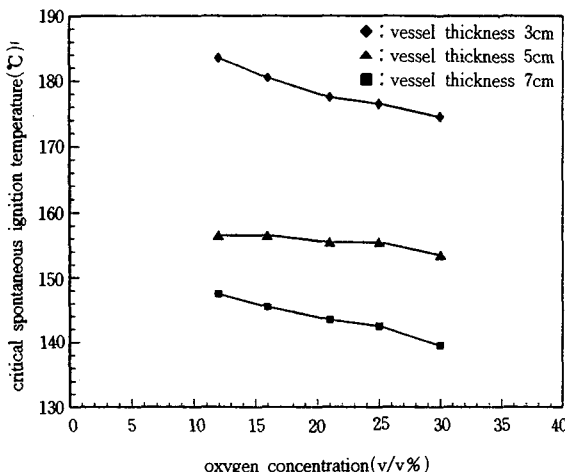 critical spontaneous ignition temperature(℃)
190
180
170
160
150
140
130
◆ : vessel thickness 3cm
▲ : vessel thickness 5cm
■ : vessel thickness 7cm
0 5 10 15 20 25 30 35 40
oxygen concentration(v/v%)